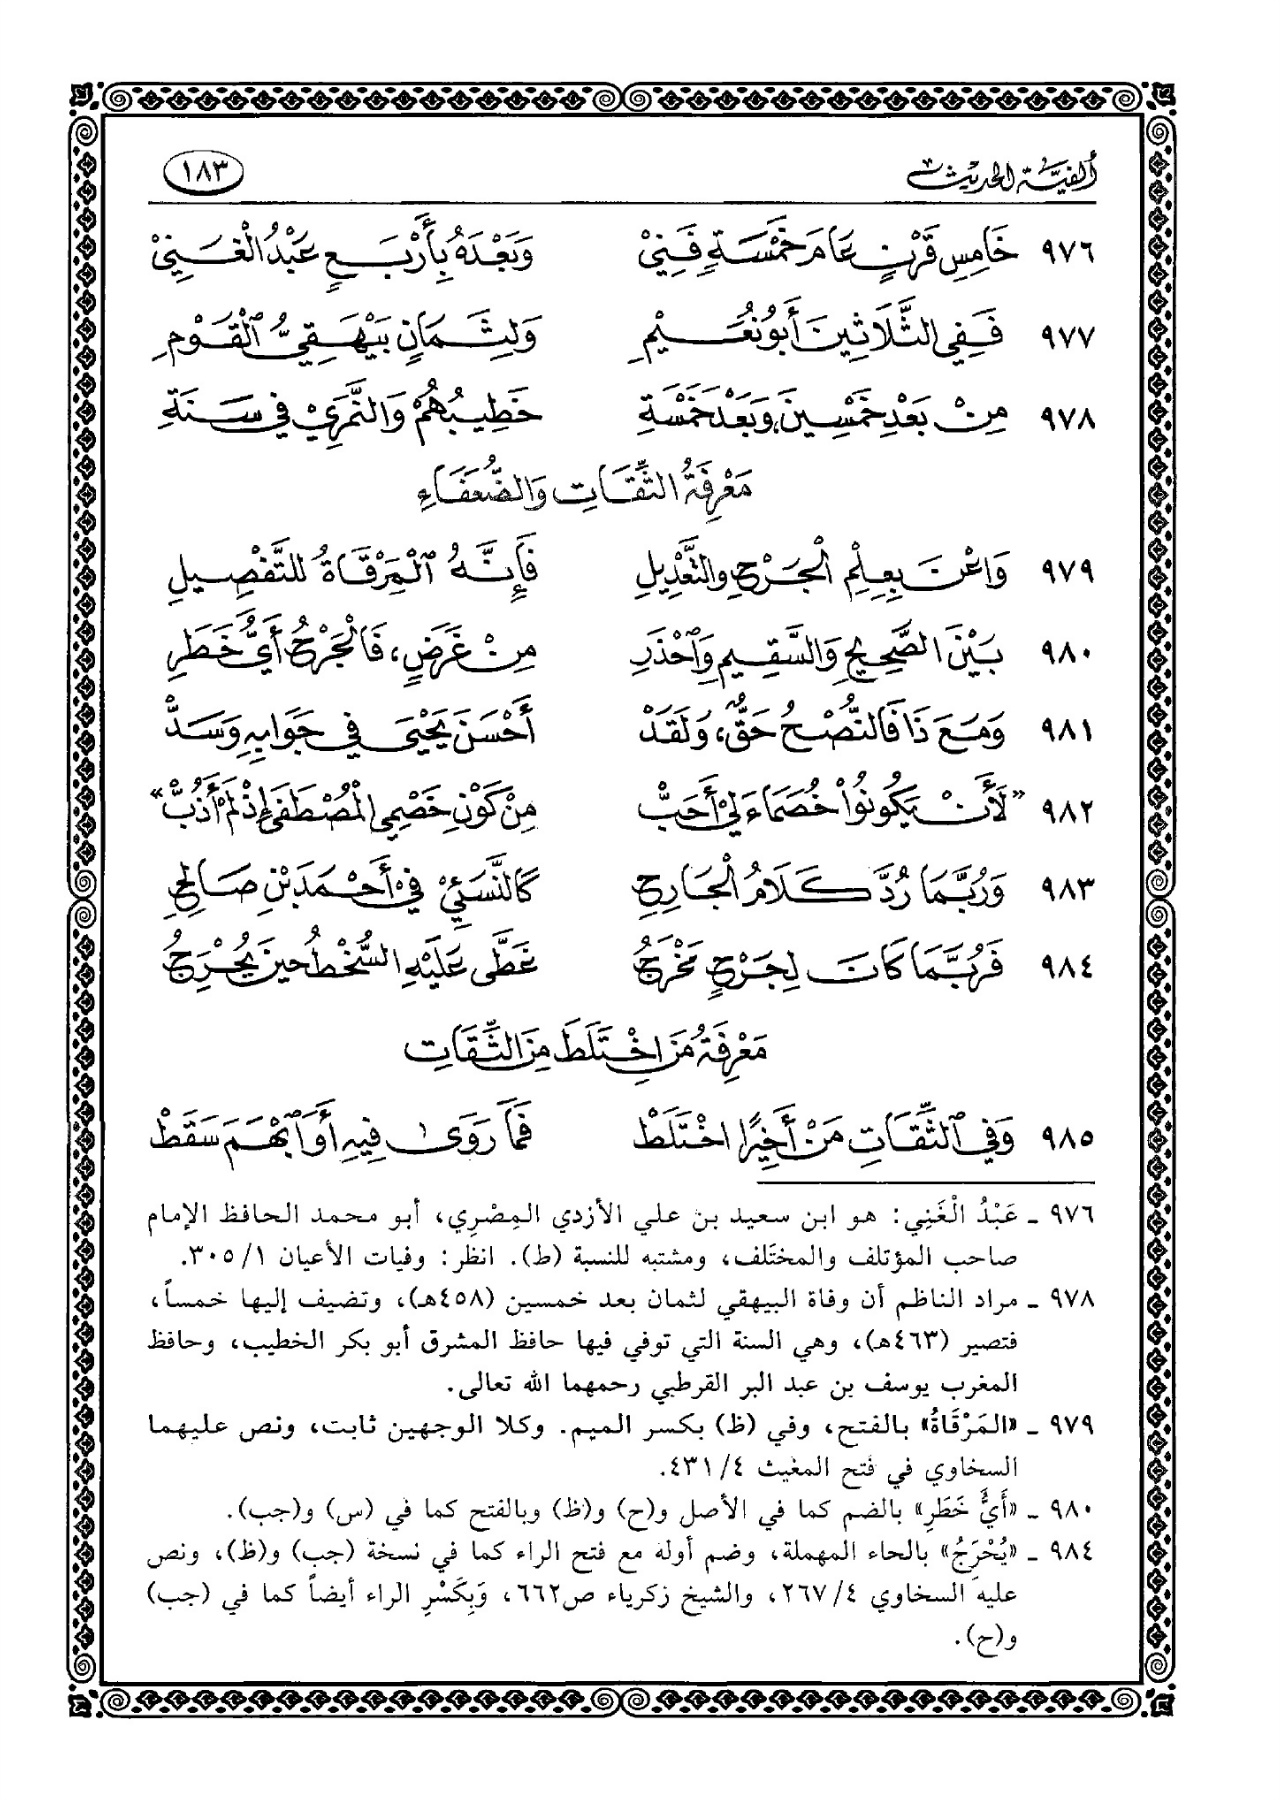 ألفية الحديث ١٨٣
٩٧٦ خَامِسِ قَرْنٍ عَامَ خَمْسَةٍ فَنِيْ وَبَعْدَهُ بِأَرْبَعٍ عَبْدُ الْغَنِيْ
٩٧٧ فَفِي الثَّلَاثِينَ أَبُو نُعَيْمِ وَلِثَمَانٍ بَيْهَقِيُّ الْقَوْمِ
٩٧٨ مِنْ بَعْدِ خَمْسِينَ، وَبَعْدَ خَمْسَةِ خَطِيبُهُمْ وَالنَّمَرِيْ فِي سَنَةِ
مَعْرِفَةُ الثِّقَاتِ وَالضُّعَفَاءِ
٩٧٩ وَاعْنَ بِعِلْمِ الْجَرْحِ وَالتَّعْدِيلِ فَإِنَّهُ الْمَرْقَاةُ لِلتَّفْصِيلِ
٩٨٠ بَيْنَ الصَّحِيحِ وَالسَّقِيمِ وَاحْذَرِ مِنْ غَرَضٍ، فَالْجَرْحُ أَيُّ خَطَرِ
٩٨١ وَمَعَ ذَا فَالنُّصْحُ حَقٌّ، وَلَقَدْ أَحْسَنَ يَحْيَى فِي جَوَابِهِ وَسَدّْ
٩٨٢ «لَأَنْ يَكُونُوا خُصَمَاءَ لِيْ أَحَبّْ مِنْ كَوْنِ خَصْمِي الْمُصْطَفَى إِذْ لَمْ أَذُبّْ»
٩٨٣ وَرُبَّمَا رُدَّ كَلَامُ الْجَارِحِ كَالنَّسَئِيْ فِيْ أَحْمَدَ بْنِ صَالِحِ
٩٨٤ فَرُبَّمَا كَانَ لِجَرْحٍ مَخْرَجُ غَطَّى عَلَيْهِ السُّخْطُ حِينَ يُحْرَجُ
مَعْرِفَةُ مَنِ اخْتَلَطَ مِنَ الثِّقَاتِ
٩٨٥ وَفِي الثِّقَاتِ مَنْ أَخِيرًا اخْتَلَطْ فَمَا رَوَى فِيهِ أَوَ ابْهَمَ سَقَطْ
٩٧٦ ـ عَبْدُ الْغَنِي: هو ابن سعيد بن علي الأزدي المِصْرِي، أبو محمد الحافظ الإمام
صاحب المؤتلف والمختَلف، ومشتبه للنسبة (ط). انظر: وفيات الأعيان ٣٠٥/١.
٩٧٨ ـ مراد الناظم أن وفاة البيهقي لثمان بعد خمسين (٤٥٨هـ)، وتضيف إليها خمساً،
فتصير (٤٦٣هـ)، وهي السنة التي توفي فيها حافظ المشرق أبو بكر الخطيب، وحافظ
المغرب يوسف بن عبد البر القرطبي رحمهما الله تعالى.
٩٧٩ ـ «المَرْقَاةُ» بالفتح، وفي (ظ) بكسر الميم. وكلا الوجهين ثابت، ونص عليهما
السخاوي في فتح المغيث ٤٣١/٤.
٩٨٠ ـ «أَيُّ خَطَرِ» بالضم كما في الأصل و(ح) و(ظ) وبالفتح كما في (س) و(جب).
٩٨٤ ـ «يُحْرَجُ» بالحاء المهملة، وضم أوله مع فتح الراء كما في نسخة (جب) و(ظ)، ونص
عليه السخاوي ٢٦٧/٤، والشيخ زكرياء ص٦٦٢، وَبِكَسْرِ الراء أيضاً كما في (جب)
و(ح).